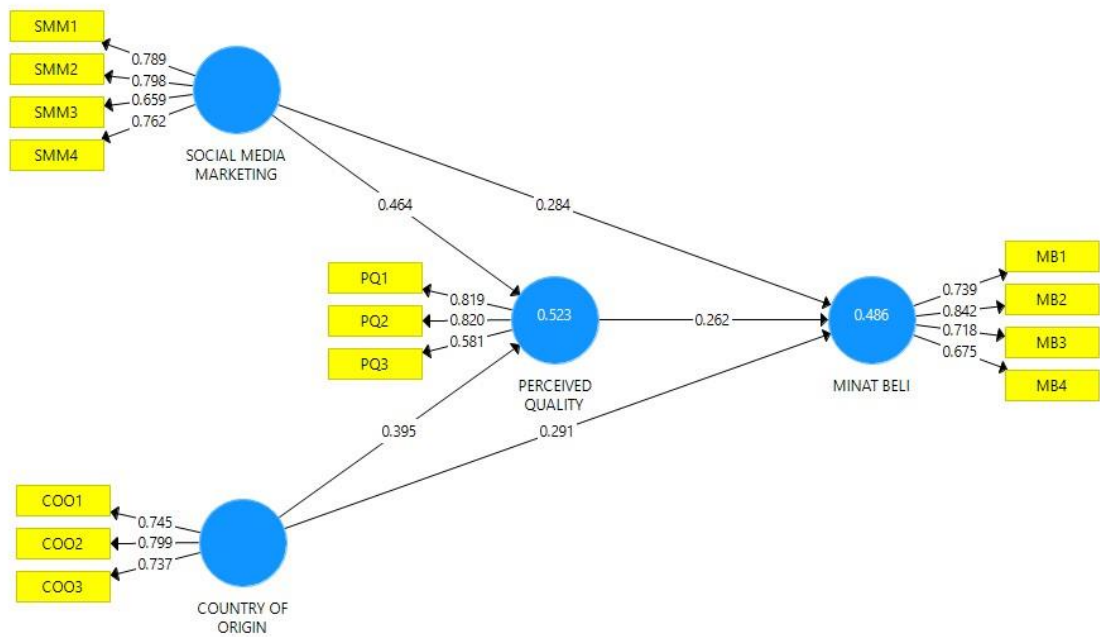 SMM1
SMM2
SMM3
SMM4
0.789
0.798
0.659
0.762
SOCIAL MEDIA
MARKETING
0.464
0.284
PQ1
PQ2
PQ3
0.819
0.820
0.581
0.523
PERCEIVED
QUALITY
0.262
0.486
MINAT BELI
MB1
MB2
MB3
MB4
0.739
0.842
0.718
0.675
0.395
0.291
COO1
COO2
COO3
0.745
0.799
0.737
COUNTRY OF
ORIGIN